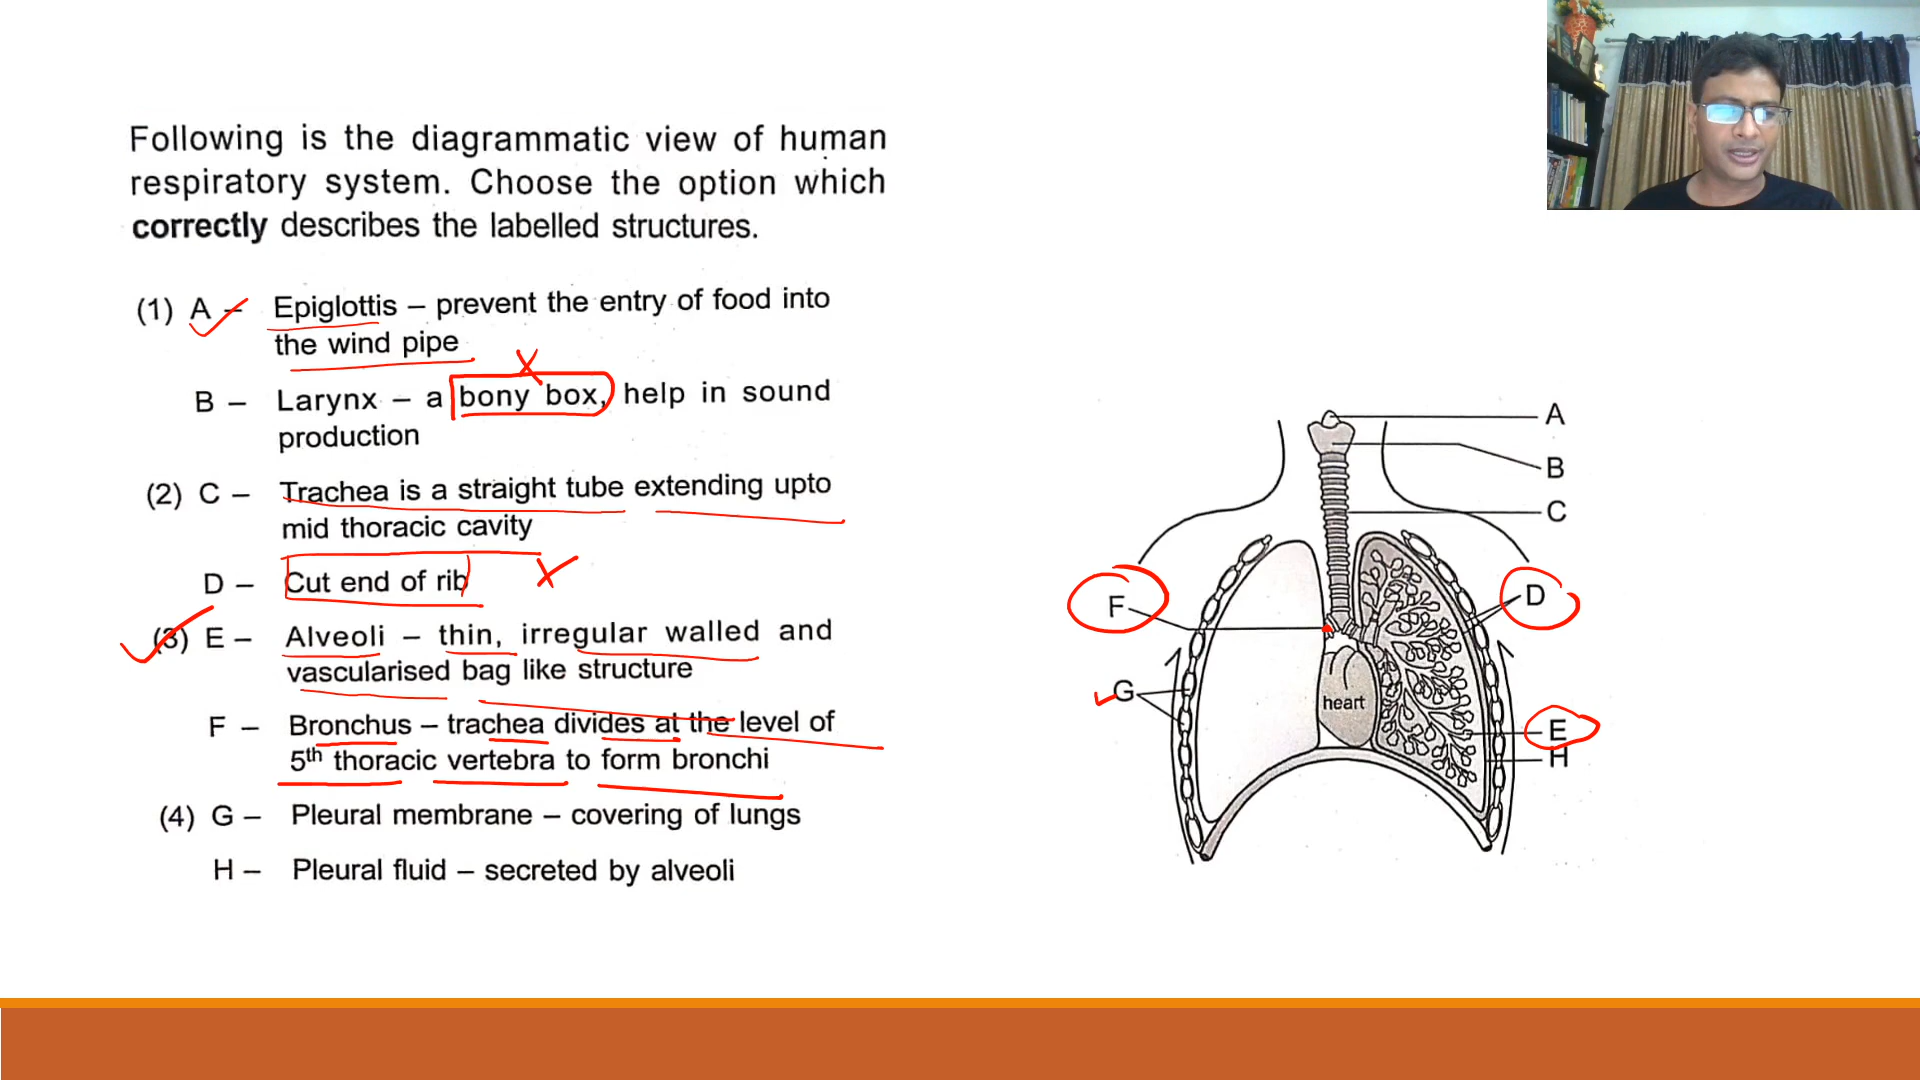 Following is the diagrammatic view of human
respiratory system. Choose the option which
correctly describes the labelled structures.
(1) A – Epiglottis – prevent the entry of food into
the wind pipe
B – Larynx – a bony box, help in sound
production
(2) C – Trachea is a straight tube extending upto
mid thoracic cavity
D – Cut end of rib
(3) E – Alveoli – thin, irregular walled and
vascularised bag like structure
F – Bronchus – trachea divides at the level of
5th thoracic vertebra to form bronchi
(4) G – Pleural membrane – covering of lungs
H – Pleural fluid – secreted by alveoli
A
B
C
D
F
G
heart
E
H